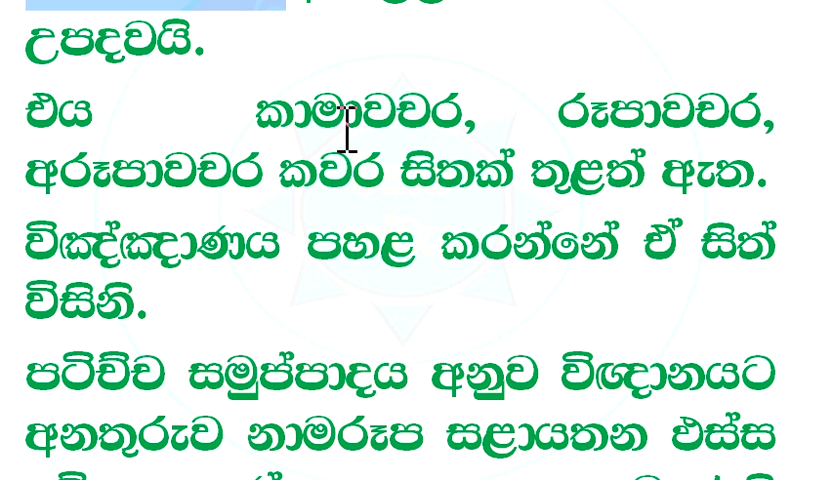 උපදවයි.
එය කාමාවචර, රූපාවචර,
අරූපාවචර කවර සිතක් තුළත් ඇත.
විඤ්ඤාණය පහළ කරන්නේ ඒ සිත්
විසිනි.
පටිච්ච සමුප්පාදය අනුව විඥානයට
අනතුරුව නාමරූප සළායතන ඵස්ස